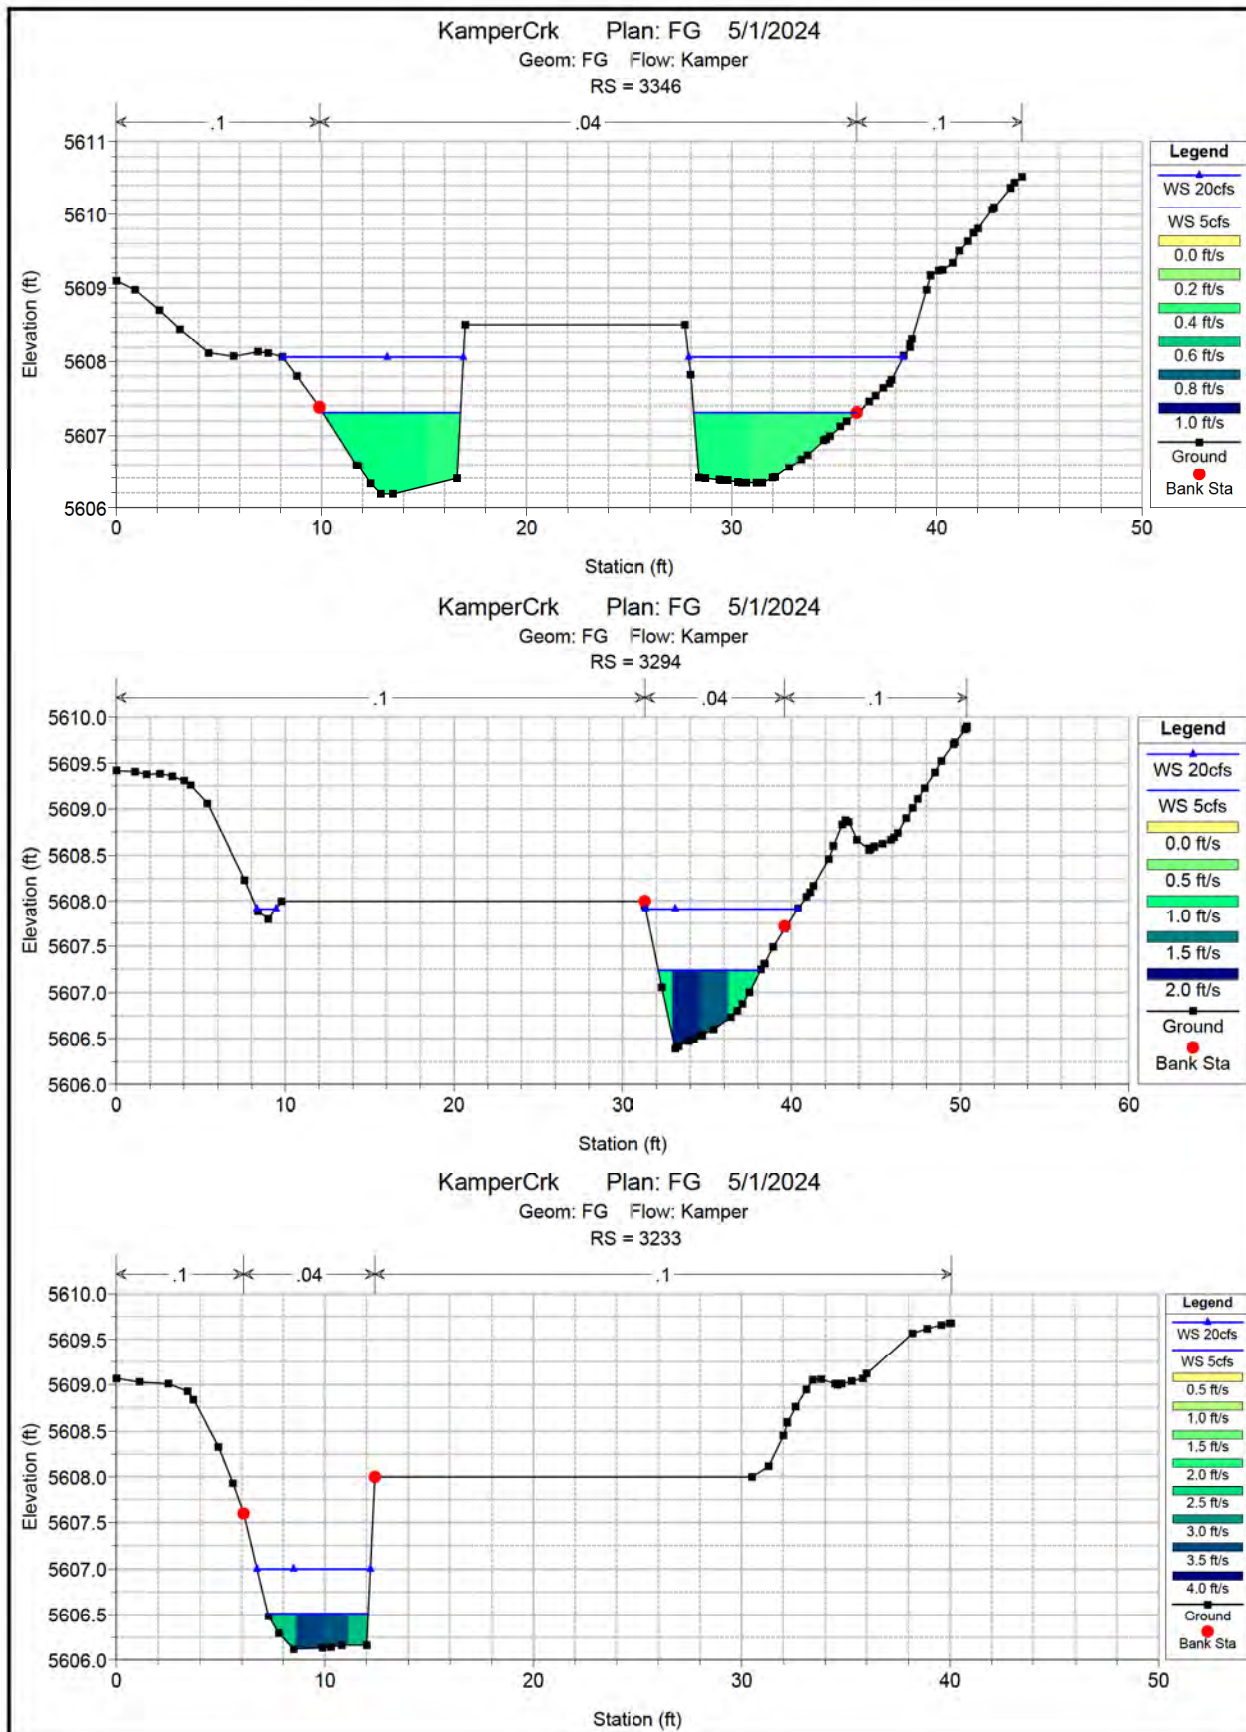 KamperCrk Plan: FG 5/1/2024
Geom: FG Flow: Kamper
RS = 3346
.1 .04 .1
5611
5610
5609
5608
5607
5606
Elevation (ft)
0 10 20 30 40 50
Station (ft)
Legend
WS 20cfs
WS 5cfs
0.0 ft/s
0.2 ft/s
0.4 ft/s
0.6 ft/s
0.8 ft/s
1.0 ft/s
Ground
Bank Sta
KamperCrk Plan: FG 5/1/2024
Geom: FG Flow: Kamper
RS = 3294
.1 .04 .1
5610.0
5609.5
5609.0
5608.5
5608.0
5607.5
5607.0
5606.5
5606.0
Elevation (ft)
0 10 20 30 40 50 60
Station (ft)
Legend
WS 20cfs
WS 5cfs
0.0 ft/s
0.5 ft/s
1.0 ft/s
1.5 ft/s
2.0 ft/s
Ground
Bank Sta
KamperCrk Plan: FG 5/1/2024
Geom: FG Flow: Kamper
RS = 3233
.1 .04 .1
5610.0
5609.5
5609.0
5608.5
5608.0
5607.5
5607.0
5606.5
5606.0
Elevation (ft)
0 10 20 30 40 50
Station (ft)
Legend
WS 20cfs
WS 5cfs
0.5 ft/s
1.0 ft/s
1.5 ft/s
2.0 ft/s
2.5 ft/s
3.0 ft/s
3.5 ft/s
4.0 ft/s
Ground
Bank Sta